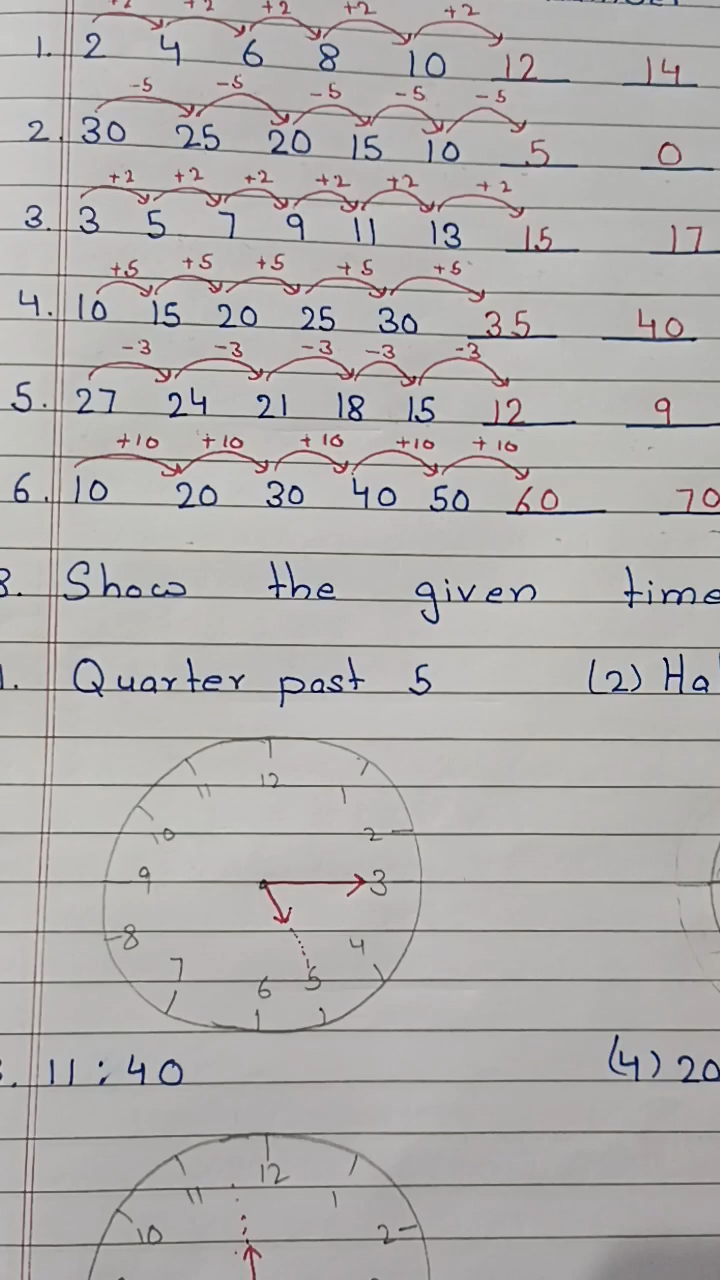 +2 +2 +2 +2 +2
1. 2 4 6 8 10 12 14
-5 -5 -5 -5 -5
2. 30 25 20 15 10 5 0
+2 +2 +2 +2 +2 +2
3. 3 5 7 9 11 13 15 17
+5 +5 +5 +5 +5
4. 10 15 20 25 30 35 40
-3 -3 -3 -3 -3
5. 27 24 21 18 15 12 9
+10 +10 +10 +10 +10
6. 10 20 30 40 50 60 70
3. Show the given time
1. Quarter past 5 (2) Ha
11 12 1
10 2
9 3
8 4
7 6 5
3. 11:40 (4) 20
11 12 1
10 2